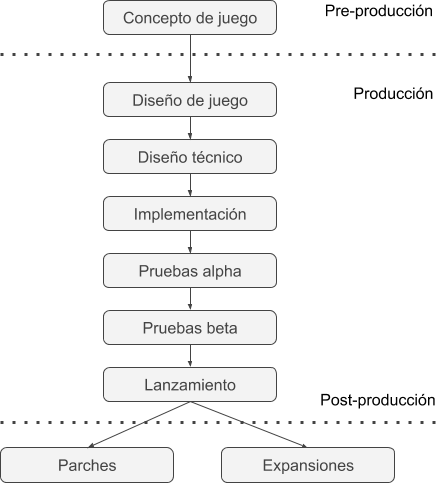 Concepto de juego
Pre-producción
Producción
Diseño de juego
Diseño técnico
Implementación
Pruebas alpha
Pruebas beta
Lanzamiento
Post-producción
Parches
Expansiones